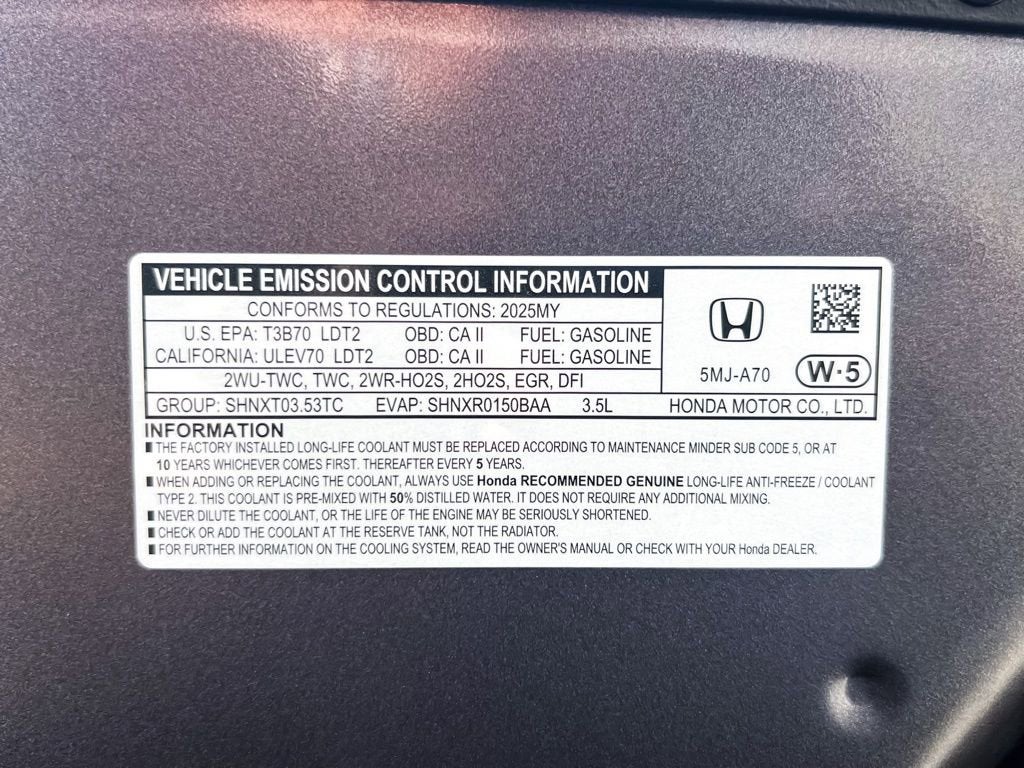 VEHICLE EMISSION CONTROL INFORMATION
CONFORMS TO REGULATIONS: 2025MY
U.S. EPA: T3B70 LDT2 OBD: CA II FUEL: GASOLINE
CALIFORNIA: ULEV70 LDT2 OBD: CA II FUEL: GASOLINE
2WU-TWC, TWC, 2WR-HO2S, 2HO2S, EGR, DFI
5MJ-A70 W·5
GROUP: SHNXT03.53TC EVAP: SHNXR0150BAA 3.5L HONDA MOTOR CO., LTD.
INFORMATION
■ THE FACTORY INSTALLED LONG-LIFE COOLANT MUST BE REPLACED ACCORDING TO MAINTENANCE MINDER SUB CODE 5, OR AT
10 YEARS WHICHEVER COMES FIRST. THEREAFTER EVERY 5 YEARS.
■ WHEN ADDING OR REPLACING THE COOLANT, ALWAYS USE Honda RECOMMENDED GENUINE LONG-LIFE ANTI-FREEZE / COOLANT
TYPE 2. THIS COOLANT IS PRE-MIXED WITH 50% DISTILLED WATER. IT DOES NOT REQUIRE ANY ADDITIONAL MIXING.
■ NEVER DILUTE THE COOLANT, OR THE LIFE OF THE ENGINE MAY BE SERIOUSLY SHORTENED.
■ CHECK OR ADD THE COOLANT AT THE RESERVE TANK, NOT THE RADIATOR.
■ FOR FURTHER INFORMATION ON THE COOLING SYSTEM, READ THE OWNER'S MANUAL OR CHECK WITH YOUR Honda DEALER.